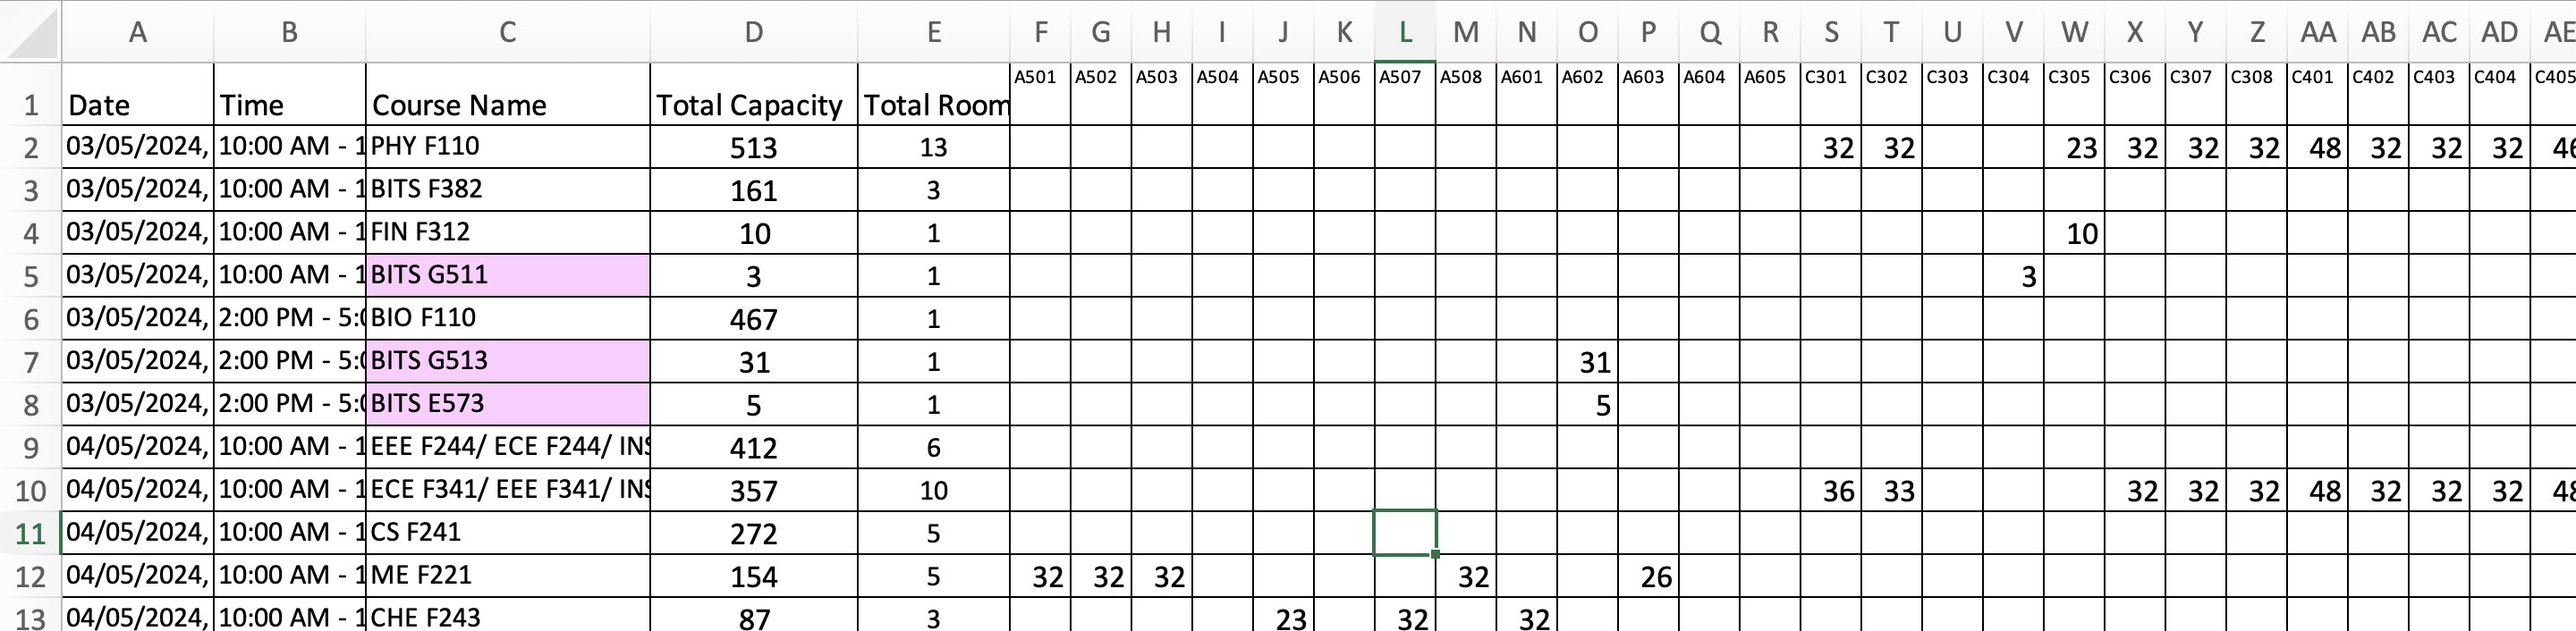 A B C D E F G H I J K L M N O P Q R S T U V W X Y Z AA AB AC AD AE
1 Date Time Course Name Total Capacity Total Room A501 A502 A503 A504 A505 A506 A507 A508 A601 A602 A603 A604 A605 C301 C302 C303 C304 C305 C306 C307 C308 C401 C402 C403 C404 C405
2 03/05/2024, 10:00 AM - 1 PHY F110 513 13 32 32 23 32 32 32 48 32 32 32 46
3 03/05/2024, 10:00 AM - 1 BITS F382 161 3
4 03/05/2024, 10:00 AM - 1 FIN F312 10 1 10
5 03/05/2024, 10:00 AM - 1 BITS G511 3 1 3
6 03/05/2024, 2:00 PM - 5:0 BIO F110 467 1
7 03/05/2024, 2:00 PM - 5:0 BITS G513 31 1 31
8 03/05/2024, 2:00 PM - 5:0 BITS E573 5 1 5
9 04/05/2024, 10:00 AM - 1 EEE F244/ ECE F244/ INS 412 6
10 04/05/2024, 10:00 AM - 1 ECE F341/ EEE F341/ INS 357 10 36 33 32 32 32 48 32 32 32 48
11 04/05/2024, 10:00 AM - 1 CS F241 272 5
12 04/05/2024, 10:00 AM - 1 ME F221 154 5 32 32 32 32 26
13 04/05/2024, 10:00 AM - 1 CHE F243 87 3 23 32 32